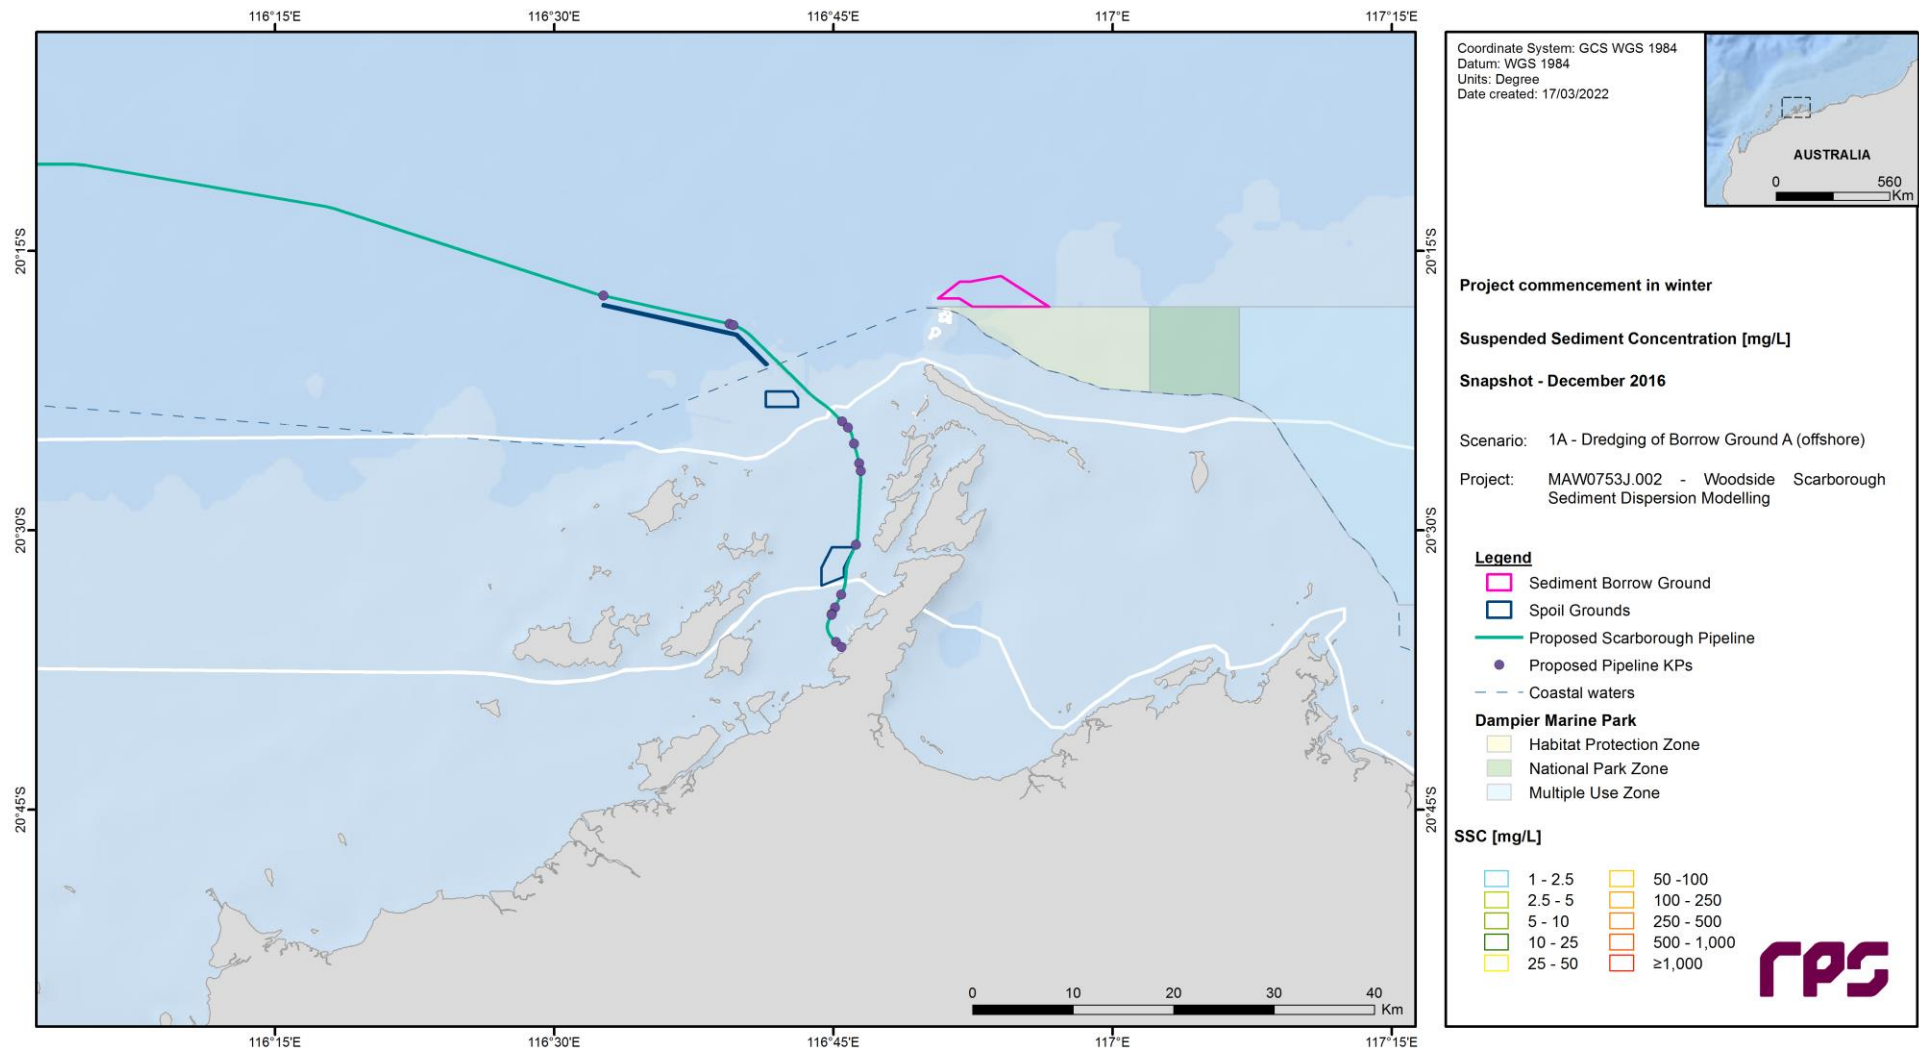 116°15'E
116°30'E
116°45'E
117°E
117°15'E
20°15'S
20°30'S
20°45'S
20°15'S
20°30'S
20°45'S
0
10
20
30
40
Km
116°15'E
116°30'E
116°45'E
117°E
117°15'E
Coordinate System: GCS WGS 1984
Datum: WGS 1984
Units: Degree
Date created: 17/03/2022
AUSTRALIA
0
560
Km
Project commencement in winter
Suspended Sediment Concentration [mg/L]
Snapshot - December 2016
Scenario: 1A - Dredging of Borrow Ground A (offshore)
Project: MAW0753J.002 - Woodside Scarborough
Sediment Dispersion Modelling
Legend
Sediment Borrow Ground
Spoil Grounds
Proposed Scarborough Pipeline
Proposed Pipeline KPs
Coastal waters
Dampier Marine Park
Habitat Protection Zone
National Park Zone
Multiple Use Zone
SSC [mg/L]
1 - 2.5
2.5 - 5
5 - 10
10 - 25
25 - 50
50 -100
100 - 250
250 - 500
500 - 1,000
≥1,000
rps